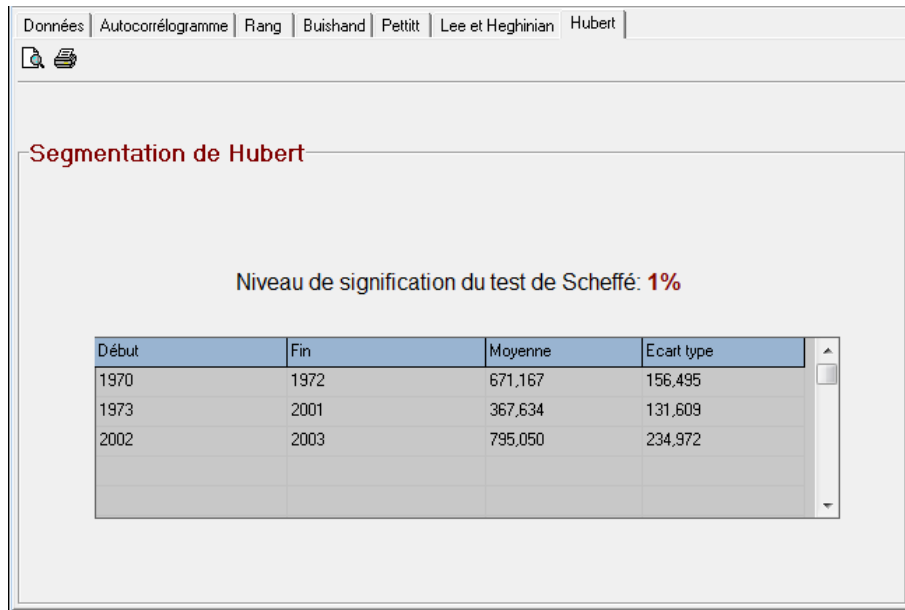 Données Autocorrélogramme Rang Buishand Pettitt Lee et Heghinian Hubert
Segmentation de Hubert
Niveau de signification du test de Scheffé: 1%
Début Fin Moyenne Ecart type
1970 1972 671,167 156,495
1973 2001 367,634 131,609
2002 2003 795,050 234,972